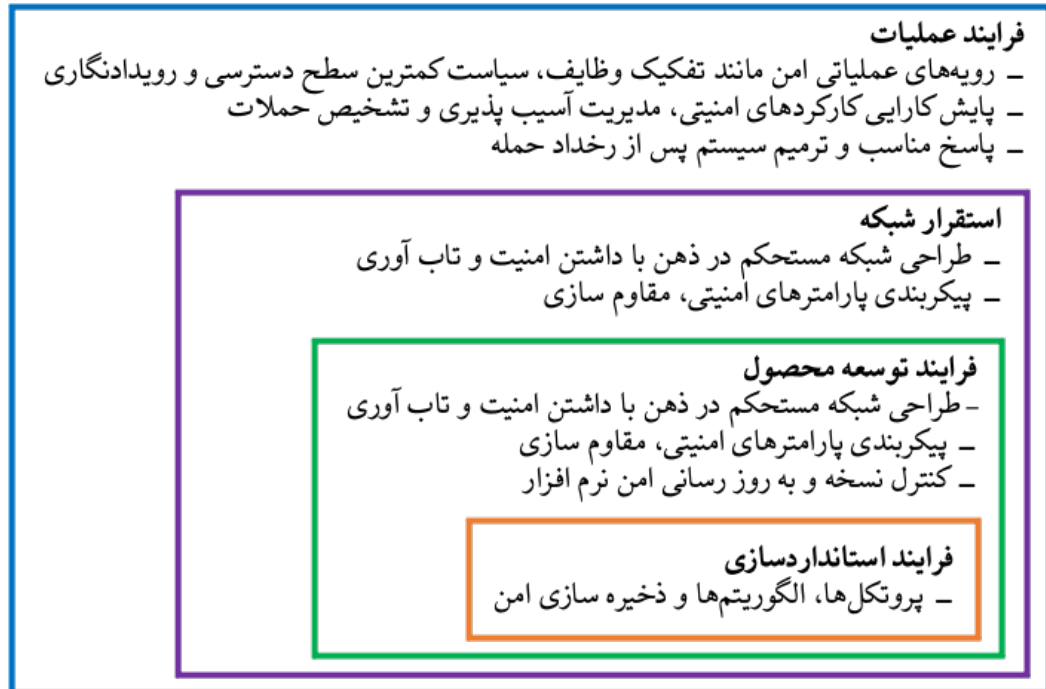 فرایند عملیات
– رویه‌های عملیاتی امن مانند تفکیک وظایف، سیاست کمترین سطح دسترسی و رویدادنگاری
– پایش کارایی کارکردهای امنیتی، مدیریت آسیب پذیری و تشخیص حملات
– پاسخ مناسب و ترمیم سیستم پس از رخداد حمله
استقرار شبکه
– طراحی شبکه مستحکم در ذهن با داشتن امنیت و تاب آوری
– پیکربندی پارامترهای امنیتی، مقاوم سازی
فرایند توسعه محصول
- طراحی شبکه مستحکم در ذهن با داشتن امنیت و تاب آوری
– پیکربندی پارامترهای امنیتی، مقاوم سازی
– کنترل نسخه و به روز رسانی امن نرم افزار
فرایند استانداردسازی
– پروتکل‌ها، الگوریتم‌ها و ذخیره سازی امن